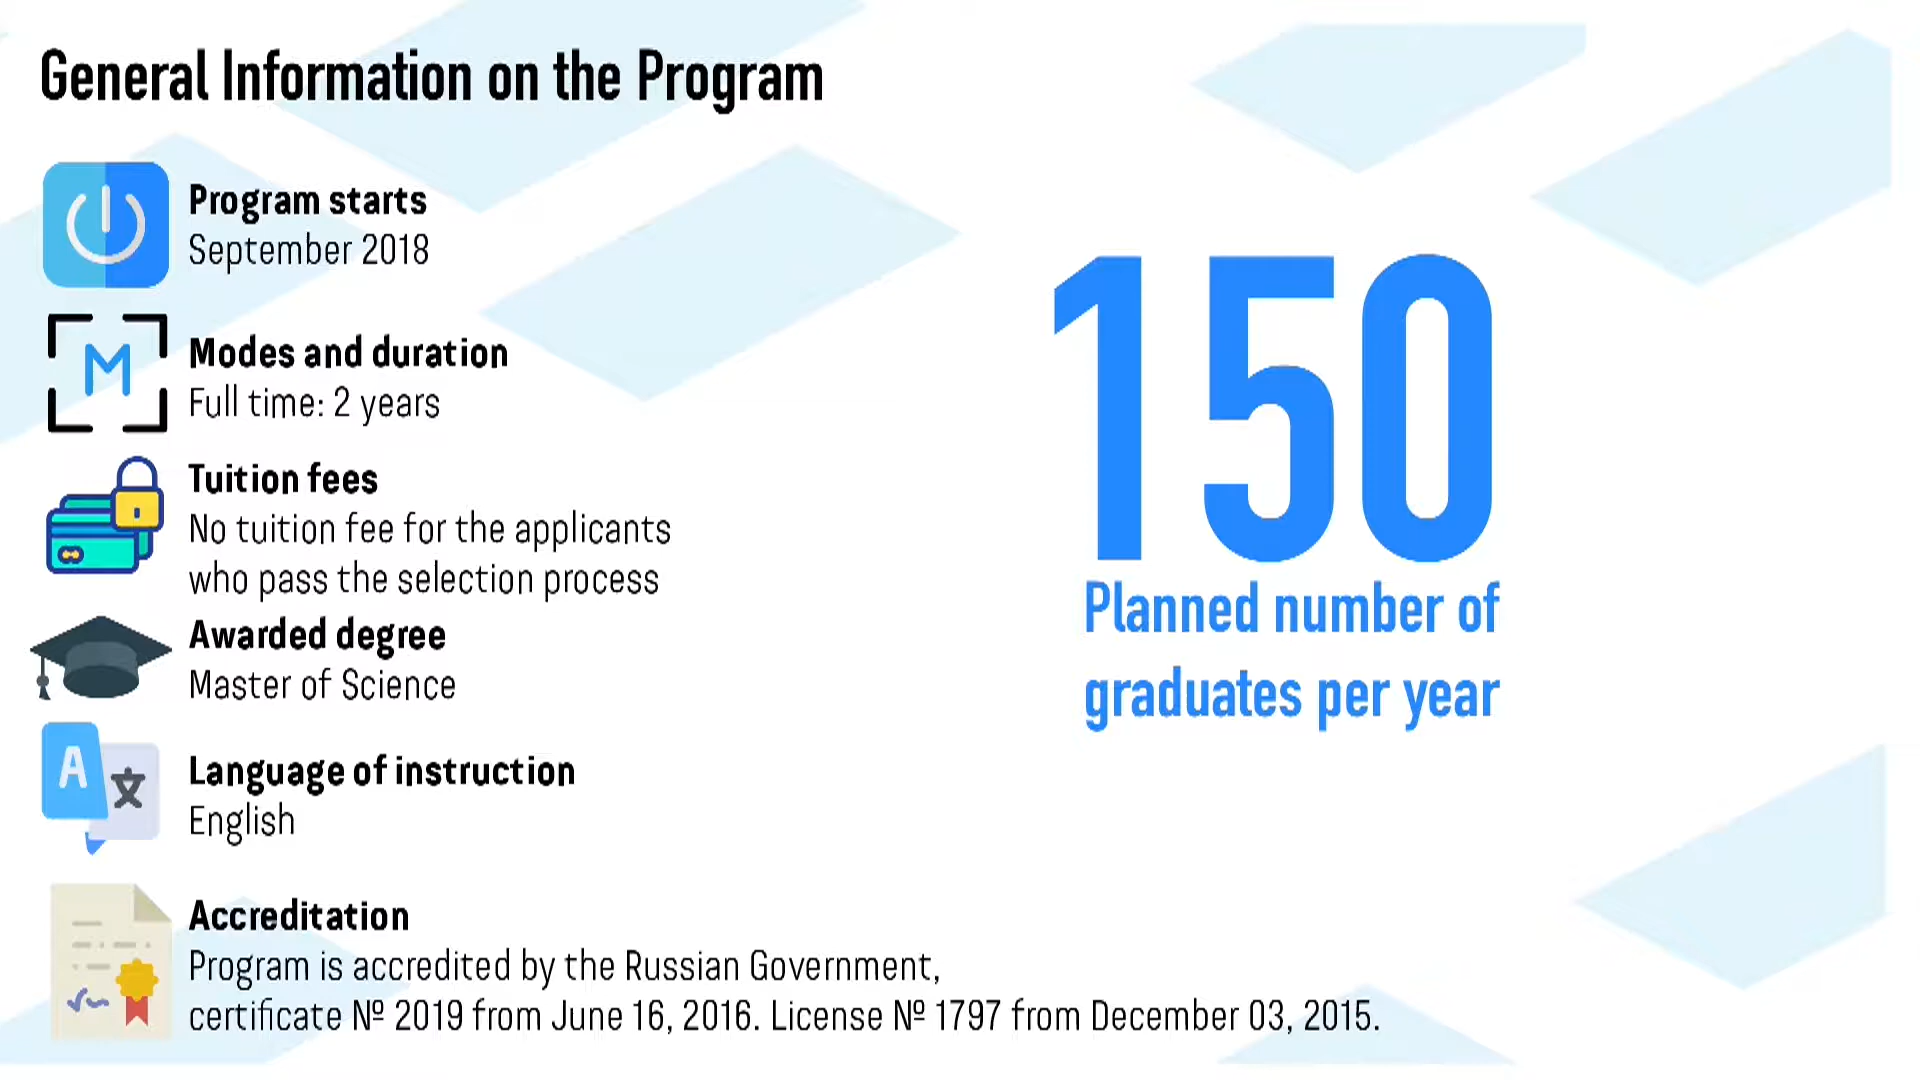 General Information on the Program
Program starts
September 2018
M
Modes and duration
Full time: 2 years
Tuition fees
No tuition fee for the applicants
who pass the selection process
Awarded degree
Master of Science
A
文
Language of instruction
English
Accreditation
Program is accredited by the Russian Government,
certificate № 2019 from June 16, 2016. License № 1797 from December 03, 2015.
150
Planned number of
graduates per year